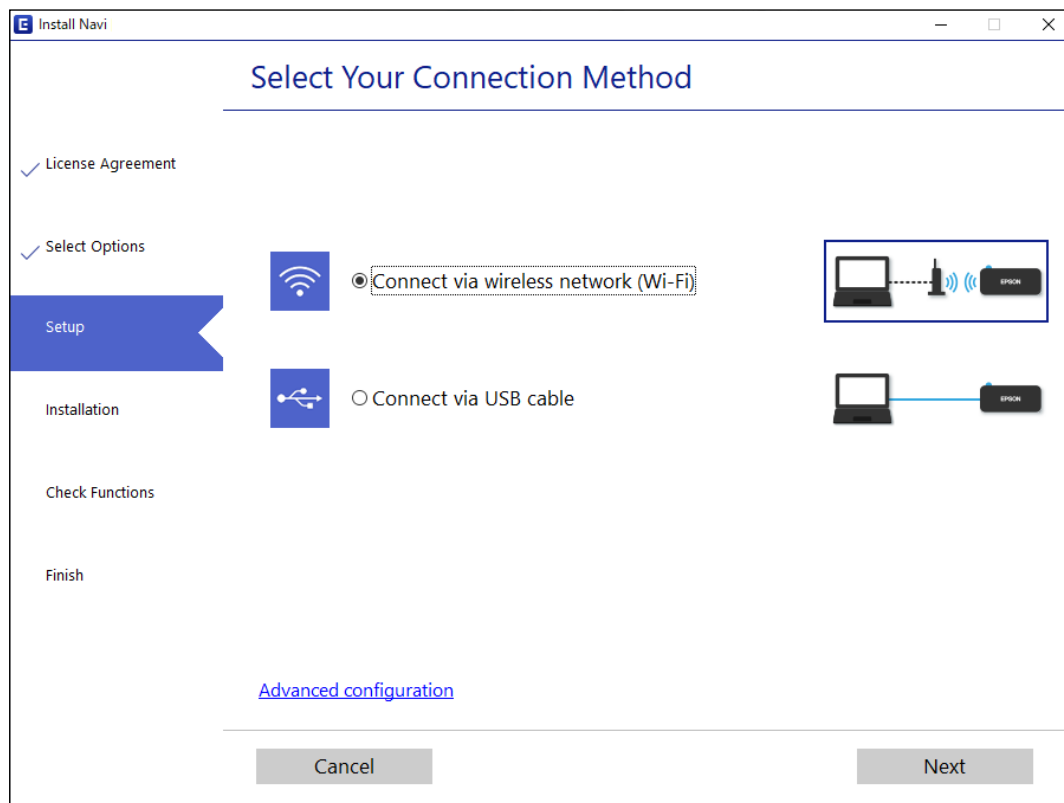 Install Navi
Select Your Connection Method
License Agreement
Select Options
Setup
Installation
Check Functions
Finish
Connect via wireless network (Wi-Fi)
EPSON
Connect via USB cable
EPSON
Advanced configuration
Cancel
Next